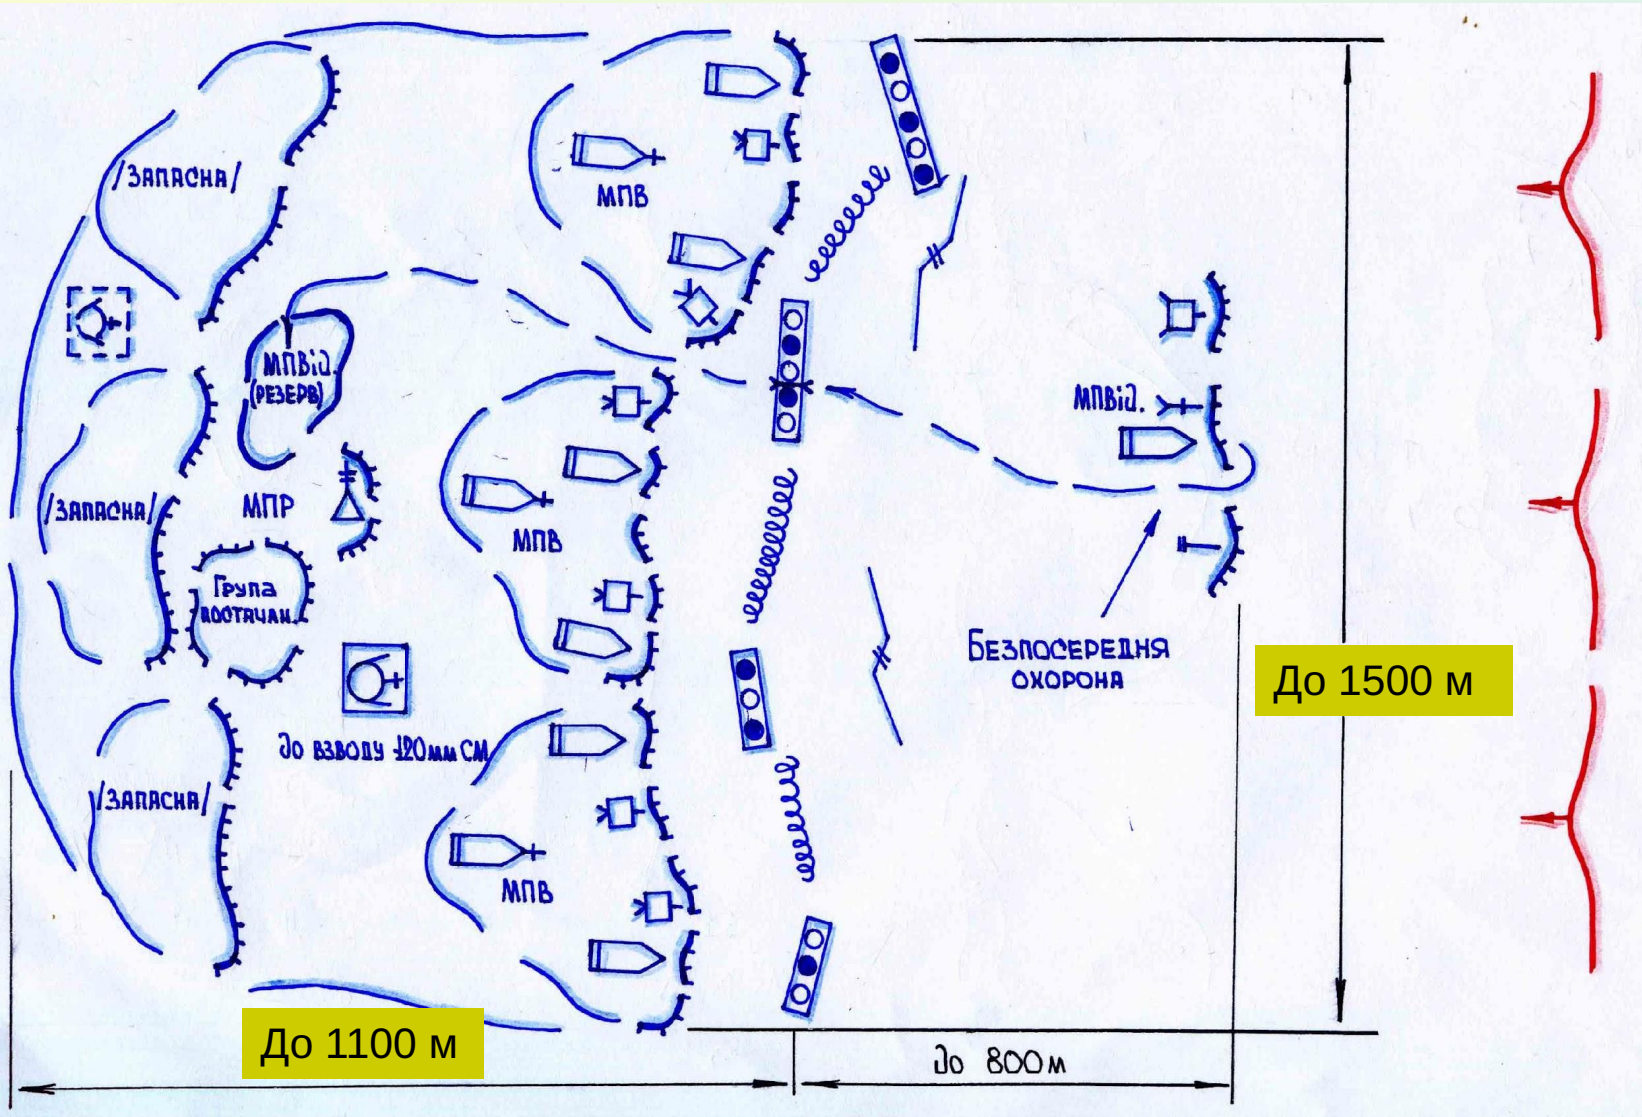 /ЗАПАСНА/
МПВ
МПВід.
(РЕЗЕРВ)
МПВід.
/ЗАПАСНА/
МПР
МПВ
Група
постачан.
БЕЗПОСЕРЕДНЯ
ОХОРОНА
До 1500 м
до взводу 120мм СМ
/ЗАПАСНА/
МПВ
До 1100 м
до 800м